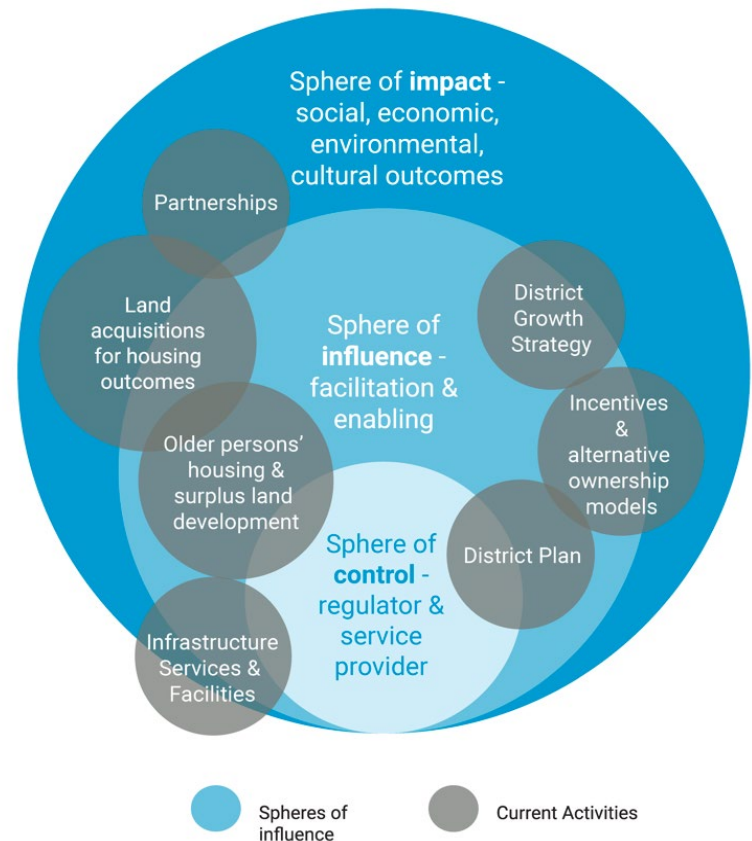 Sphere of impact -
social, economic,
environmental,
cultural outcomes
Partnerships
Land
acquisitions
for housing
outcomes
Sphere of
influence -
facilitation &
enabling
District
Growth
Strategy
Incentives
&
alternative
ownership
models
Older persons’
housing &
surplus land
development
Sphere of
control -
regulator &
service
provider
District Plan
Infrastructure
Services &
Facilities
Spheres of
influence
Current Activities